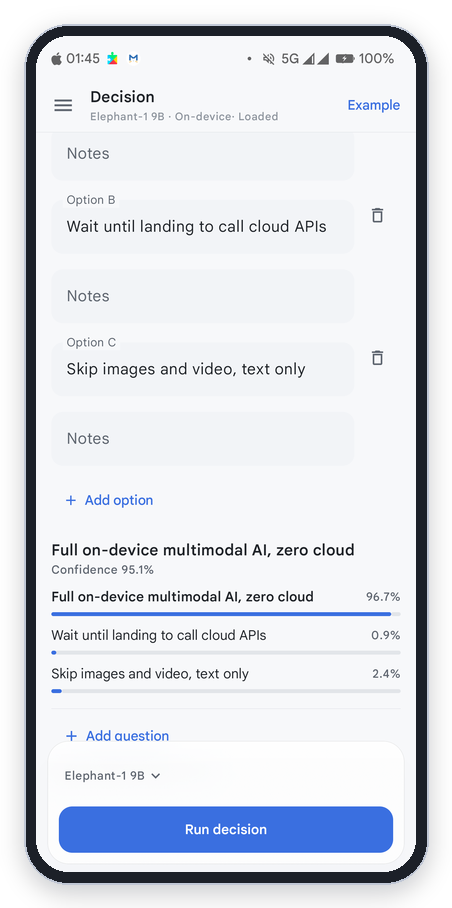 01:45
5G
100%
Decision
Elephant-1 9B · On-device· Loaded
Example
Notes
Option B
Wait until landing to call cloud APIs
Notes
Option C
Skip images and video, text only
Notes
+ Add option
Full on-device multimodal AI, zero cloud
Confidence 95.1%
Full on-device multimodal AI, zero cloud 96.7%
Wait until landing to call cloud APIs 0.9%
Skip images and video, text only 2.4%
+ Add question
Elephant-1 9B
Run decision